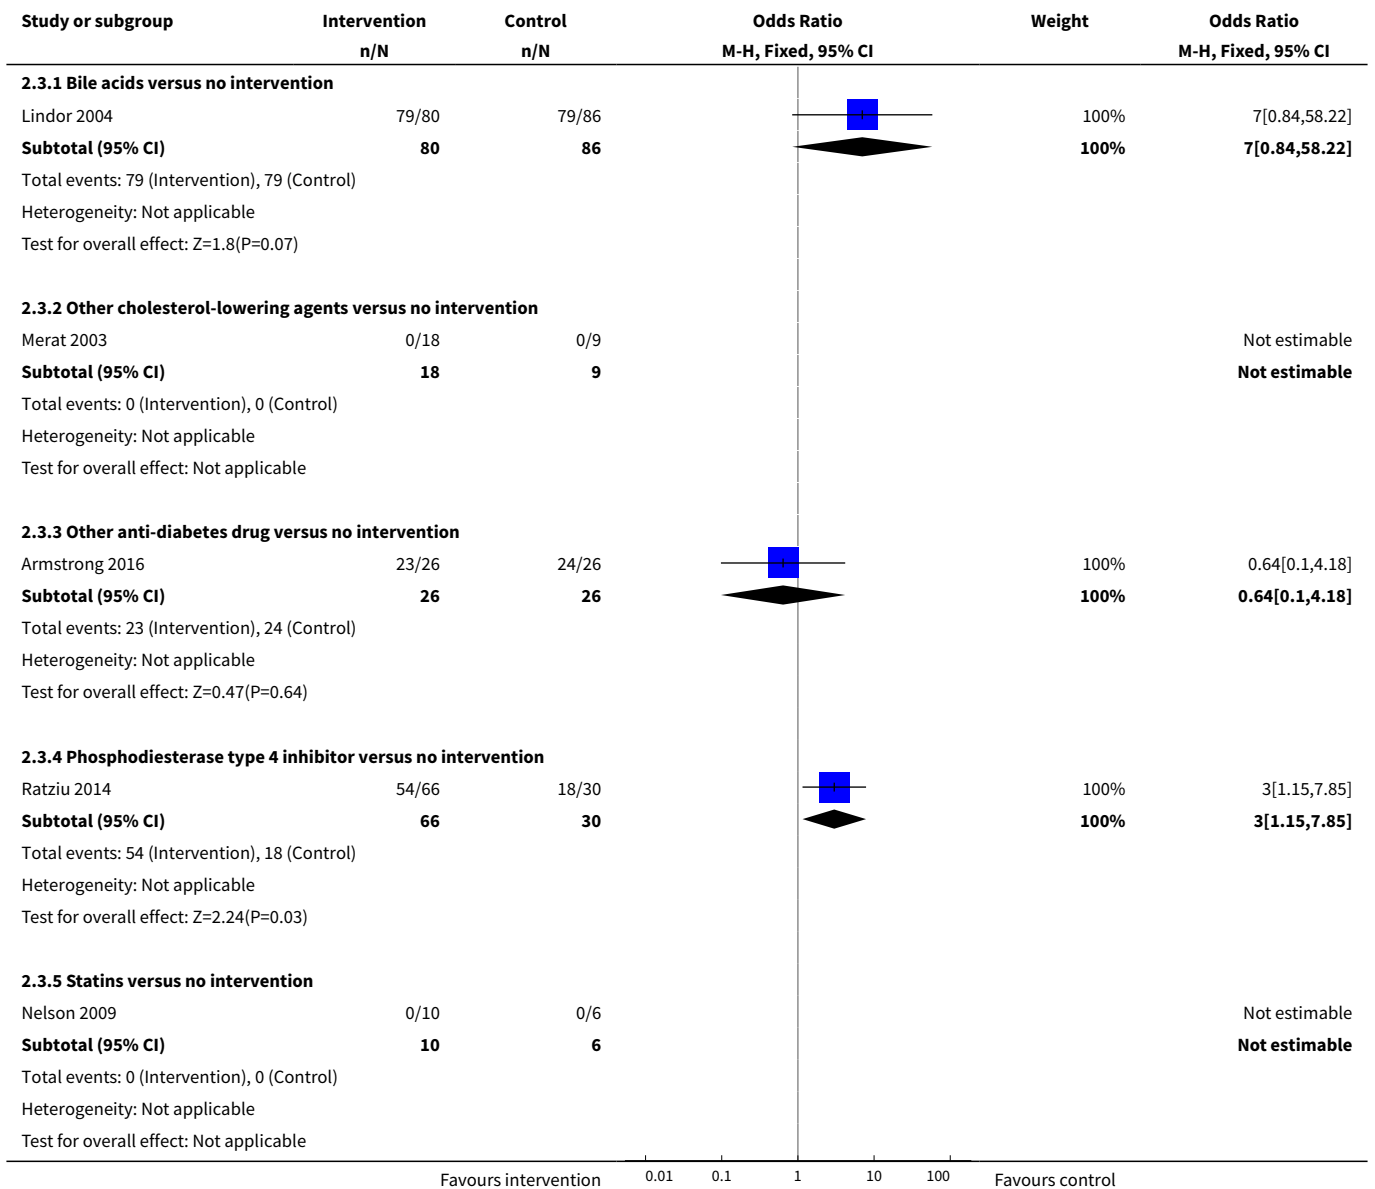 Study or subgroup Intervention Control Odds Ratio Weight Odds Ratio
n/N n/N M-H, Fixed, 95% CI M-H, Fixed, 95% CI
2.3.1 Bile acids versus no intervention
Lindor 2004 79/80 79/86 100% 7[0.84,58.22]
Subtotal (95% CI) 80 86 100% 7[0.84,58.22]
Total events: 79 (Intervention), 79 (Control)
Heterogeneity: Not applicable
Test for overall effect: Z=1.8(P=0.07)
2.3.2 Other cholesterol-lowering agents versus no intervention
Merat 2003 0/18 0/9 Not estimable
Subtotal (95% CI) 18 9 Not estimable
Total events: 0 (Intervention), 0 (Control)
Heterogeneity: Not applicable
Test for overall effect: Not applicable
2.3.3 Other anti-diabetes drug versus no intervention
Armstrong 2016 23/26 24/26 100% 0.64[0.1,4.18]
Subtotal (95% CI) 26 26 100% 0.64[0.1,4.18]
Total events: 23 (Intervention), 24 (Control)
Heterogeneity: Not applicable
Test for overall effect: Z=0.47(P=0.64)
2.3.4 Phosphodiesterase type 4 inhibitor versus no intervention
Ratziu 2014 54/66 18/30 100% 3[1.15,7.85]
Subtotal (95% CI) 66 30 100% 3[1.15,7.85]
Total events: 54 (Intervention), 18 (Control)
Heterogeneity: Not applicable
Test for overall effect: Z=2.24(P=0.03)
2.3.5 Statins versus no intervention
Nelson 2009 0/10 0/6 Not estimable
Subtotal (95% CI) 10 6 Not estimable
Total events: 0 (Intervention), 0 (Control)
Heterogeneity: Not applicable
Test for overall effect: Not applicable
Favours intervention 0.01 0.1 1 10 100 Favours control